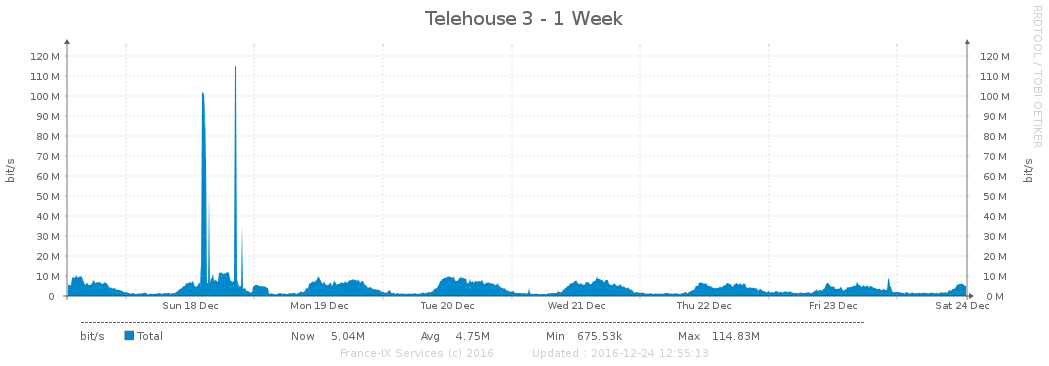 Telehouse 3 - 1 Week
RRDTOOL / TOBI OETIKER
bit/s
120 M 120 M
110 M 110 M
100 M 100 M
90 M 90 M
80 M 80 M
70 M 70 M
60 M 60 M
50 M 50 M
40 M 40 M
30 M 30 M
20 M 20 M
10 M 10 M
0 0 M
bit/s
Sun 18 Dec Mon 19 Dec Tue 20 Dec Wed 21 Dec Thu 22 Dec Fri 23 Dec Sat 24 Dec
bit/s Total Now 5.04M Avg 4.75M Min 675.53k Max 114.83M
France-IX Services (c) 2016 Updated : 2016-12-24 12:55:13